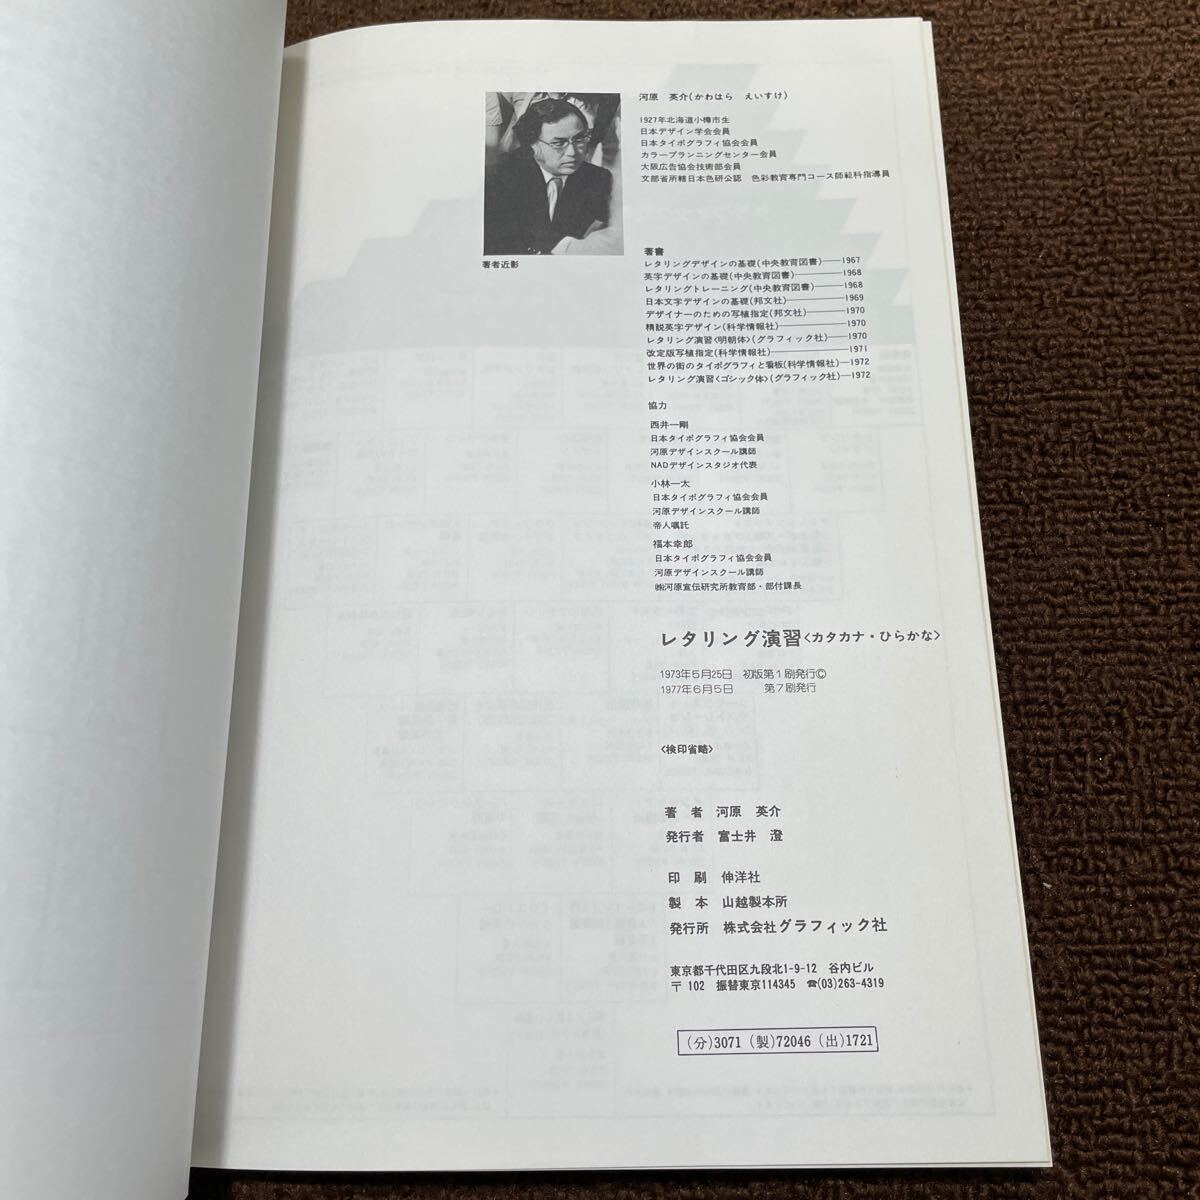 河原 英介(かわはら えいすけ)
1927年北海道小樽市生
日本デザイン学会会員
日本タイポグラフィ協会会員
カラープランニングセンター会員
大阪広告協会技術部会員
文部省所轄日本色研公認 色彩教育専門コース師範科指導員
著者近影
著書
レタリングデザインの基礎(中央教育図書)──1967
英字デザインの基礎(中央教育図書)────1968
レタリングトレーニング(中央教育図書)───1968
日本文字デザインの基礎(邦文社)─────1969
デザイナーのための写植指定(邦文社)────1970
精説英字デザイン(科学情報社)──────1970
レタリング演習〈明朝体〉(グラフィック社)──1970
改定版写植指定(科学情報社)───────1971
世界の街のタイポグラフィと看板(科学情報社)─1972
レタリング演習〈ゴシック体〉(グラフィック社)─1972
協力
西井一剛
日本タイポグラフィ協会会員
河原デザインスクール講師
NADデザインスタジオ代表
小林一太
日本タイポグラフィ協会会員
河原デザインスクール講師
帝人嘱託
福本幸郎
日本タイポグラフィ協会会員
河原デザインスクール講師
㈱河原宣伝研究所教育部・部付課長
レタリング演習〈カタカナ・ひらかな〉
1973年5月25日 初版第1刷発行©
1977年6月5日 第7刷発行
〈検印省略〉
著 者 河原 英介
発行者 富士井 澄
印 刷 伸洋社
製 本 山越製本所
発行所 株式会社グラフィック社
東京都千代田区九段北1-9-12 谷内ビル
〒102 振替東京114345 ☎(03)263-4319
(分)3071 (製)72046 (出)1721